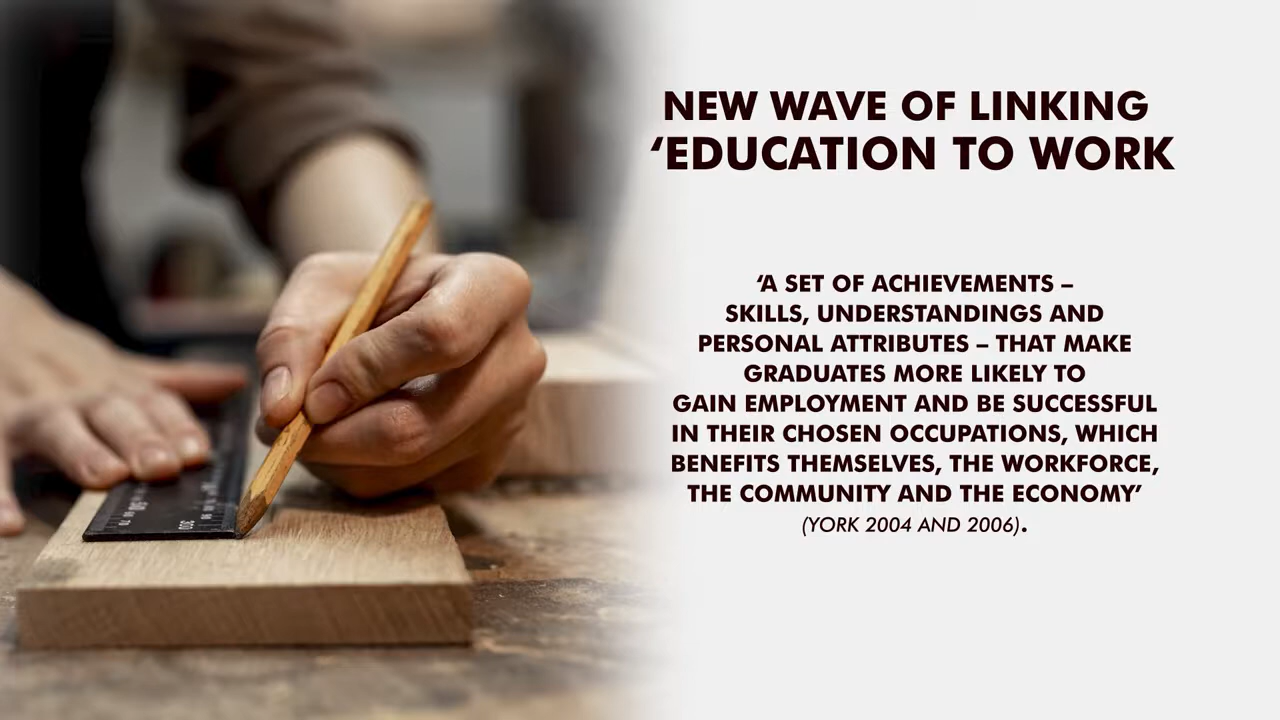 NEW WAVE OF LINKING
‘EDUCATION TO WORK
‘A SET OF ACHIEVEMENTS –
SKILLS, UNDERSTANDINGS AND
PERSONAL ATTRIBUTES – THAT MAKE
GRADUATES MORE LIKELY TO
GAIN EMPLOYMENT AND BE SUCCESSFUL
IN THEIR CHOSEN OCCUPATIONS, WHICH
BENEFITS THEMSELVES, THE WORKFORCE,
THE COMMUNITY AND THE ECONOMY’
(YORK 2004 AND 2006).
300